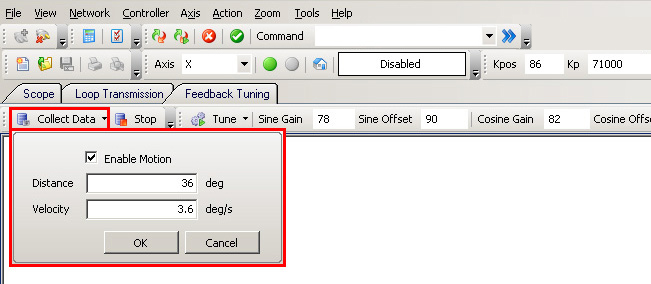 File View Network Controller Axis Action Zoom Tools Help
Command
Axis X Disabled Kpos 86 Kp 71000
Scope Loop Transmission Feedback Tuning
Collect Data Stop Tune Sine Gain 78 Sine Offset 90 Cosine Gain 82 Cosine Offs
Enable Motion
Distance 36 deg
Velocity 3.6 deg/s
OK Cancel